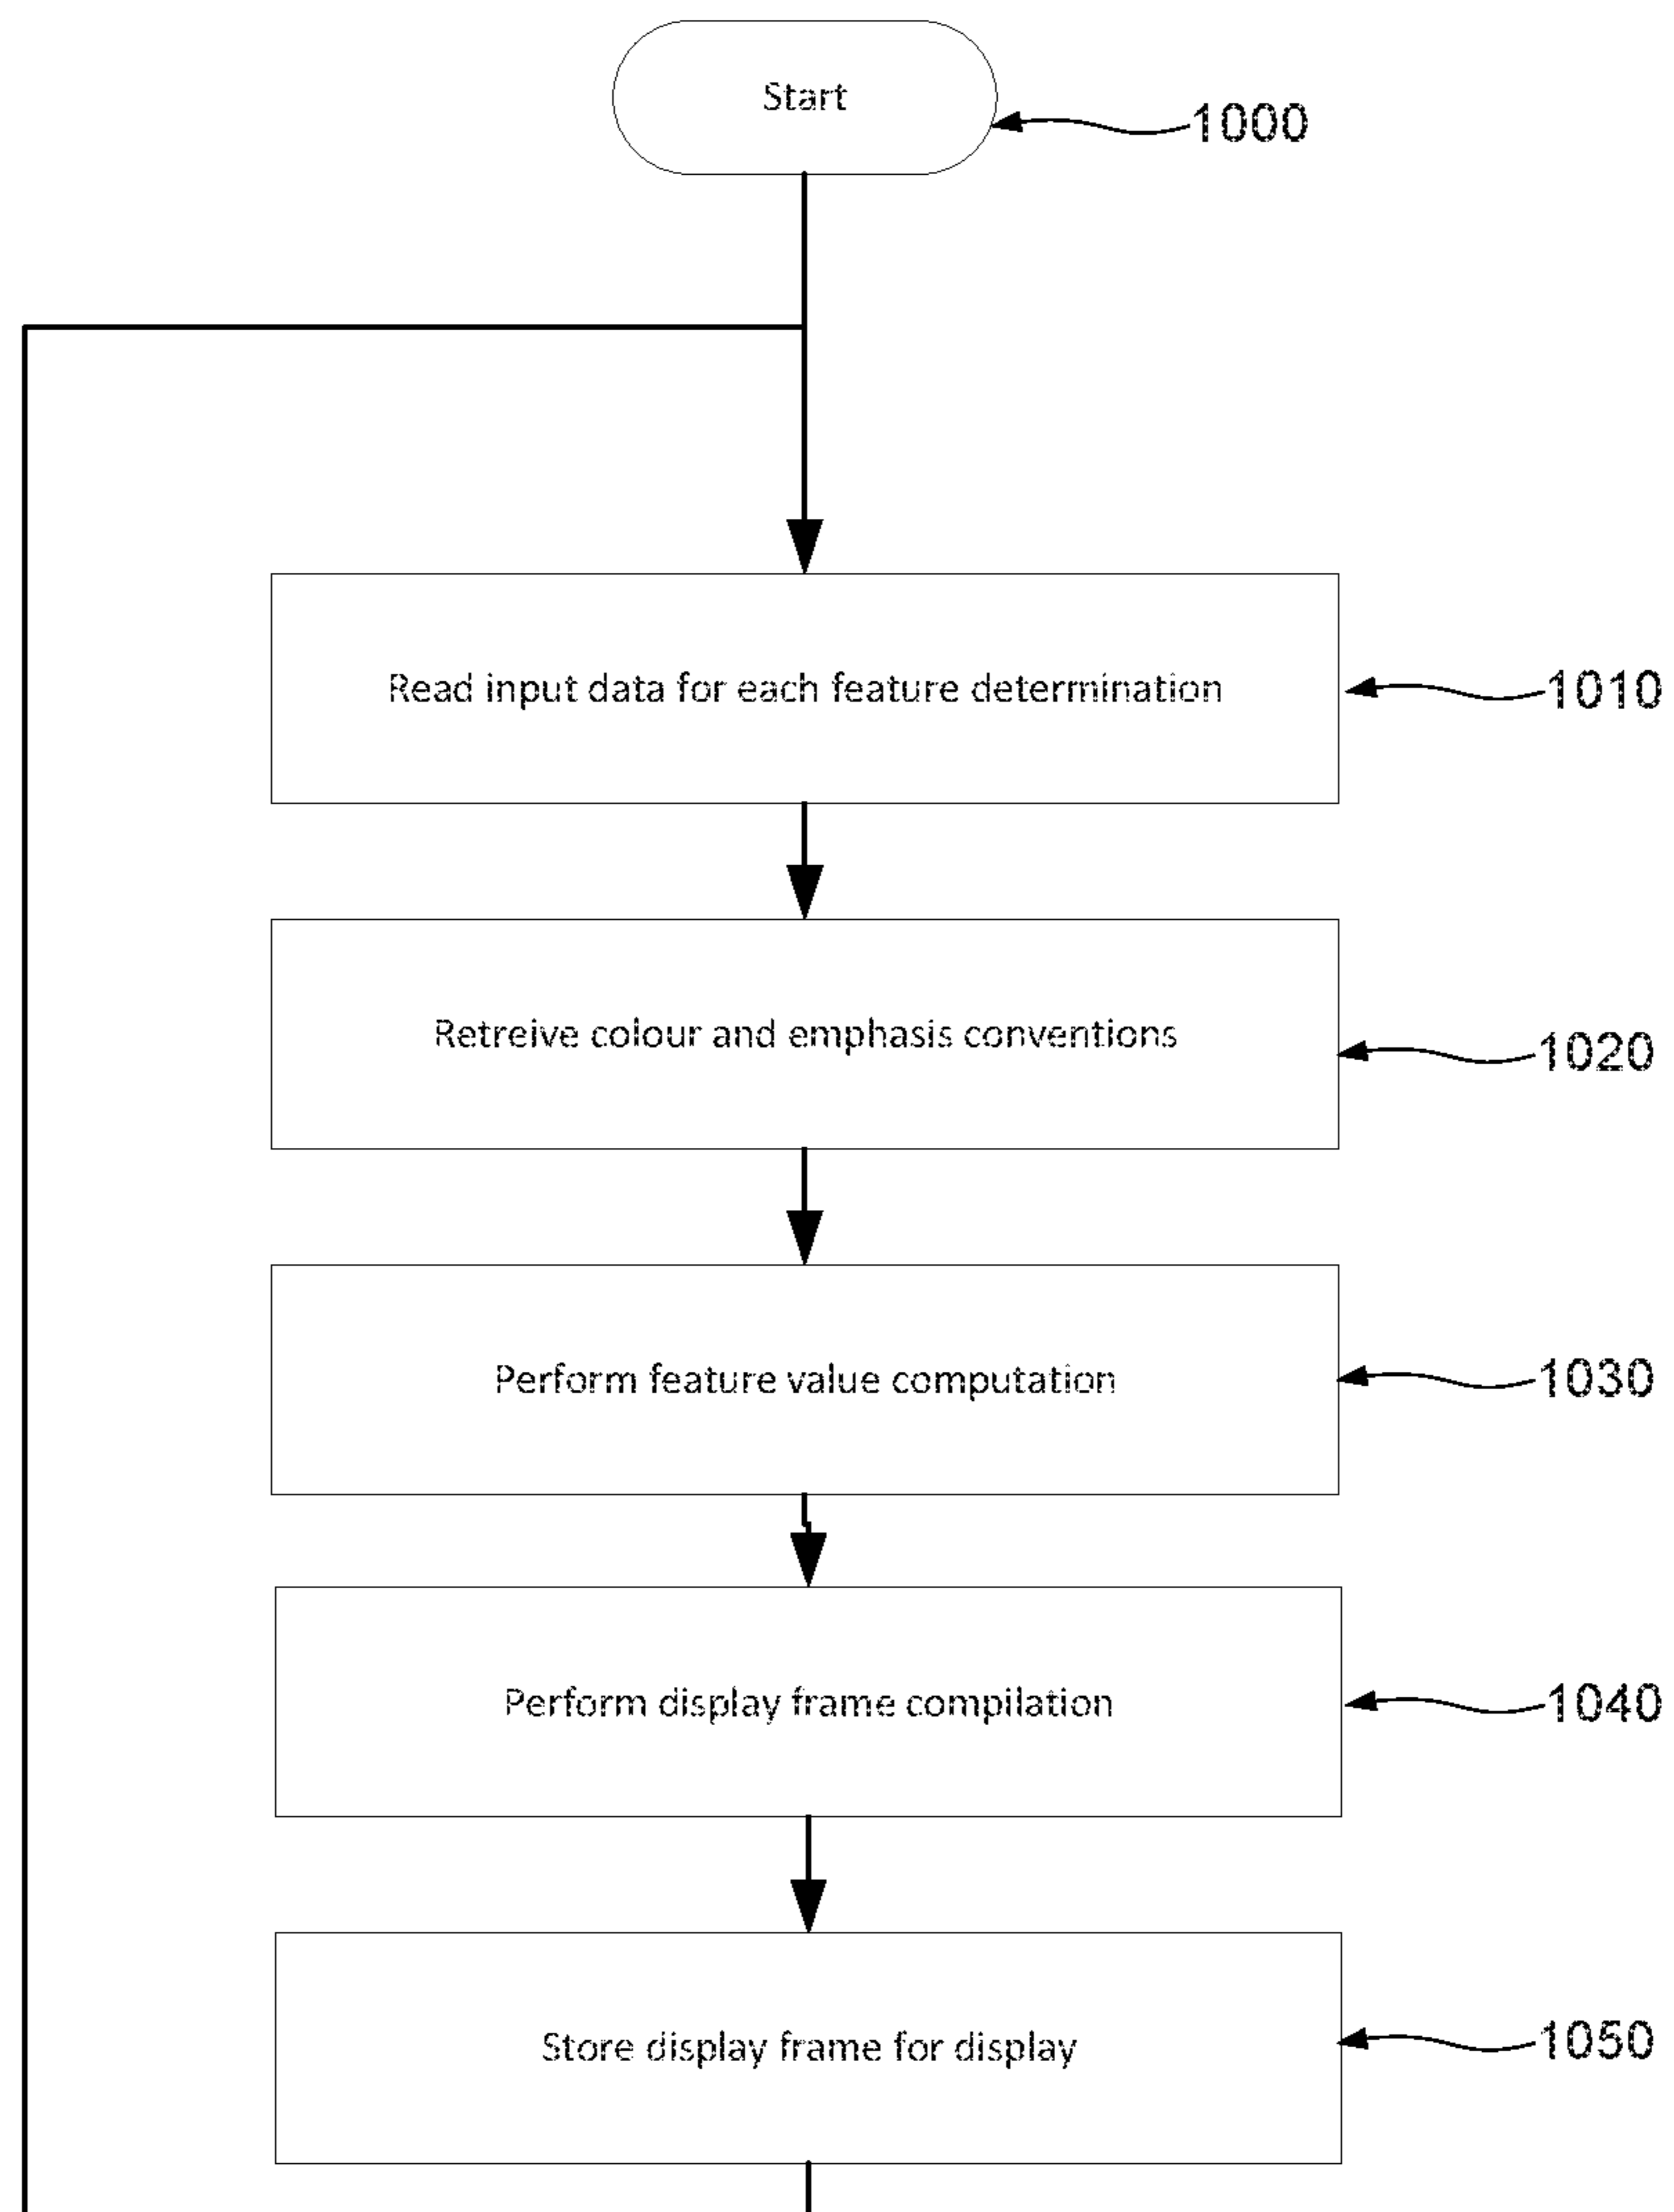 Start
1000
Read input data for each feature determination
1010
Retreive colour and emphasis conventions
1020
Perform feature value computation
1030
Perform display frame compilation
1040
Store display frame for display
1050